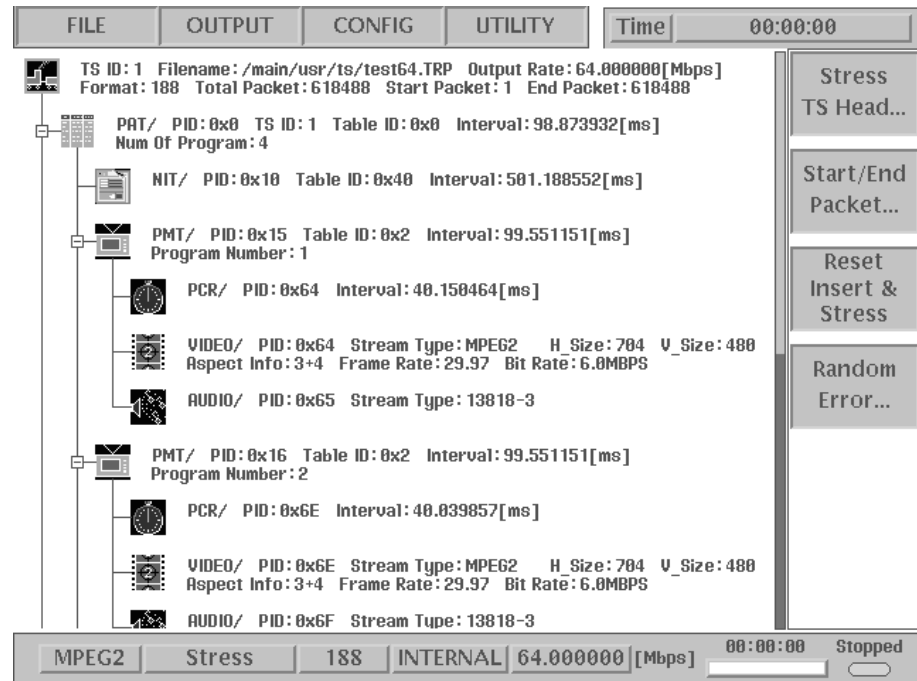 FILE OUTPUT CONFIG UTILITY Time 00:00:00
TS ID:1 Filename:/main/usr/ts/test64.TRP Output Rate:64.000000[Mbps]
Format:188 Total Packet:618488 Start Packet:1 End Packet:618488
PAT/ PID:0x0 TS ID:1 Table ID:0x0 Interval:98.873932[ms]
Num Of Program:4
NIT/ PID:0x10 Table ID:0x40 Interval:501.188552[ms]
PMT/ PID:0x15 Table ID:0x2 Interval:99.551151[ms]
Program Number:1
PCR/ PID:0x64 Interval:40.150464[ms]
VIDEO/ PID:0x64 Stream Type:MPEG2 H_Size:704 V_Size:480
Aspect Info:3*4 Frame Rate:29.97 Bit Rate:6.0MBPS
AUDIO/ PID:0x65 Stream Type:13818-3
PMT/ PID:0x16 Table ID:0x2 Interval:99.551151[ms]
Program Number:2
PCR/ PID:0x6E Interval:40.039857[ms]
VIDEO/ PID:0x6E Stream Type:MPEG2 H_Size:704 V_Size:480
Aspect Info:3*4 Frame Rate:29.97 Bit Rate:6.0MBPS
AUDIO/ PID:0x6F Stream Type:13818-3
Stress
TS Head...
Start/End
Packet...
Reset
Insert &
Stress
Random
Error...
MPEG2 Stress 188 INTERNAL 64.000000 [Mbps] 00:00:00 Stopped